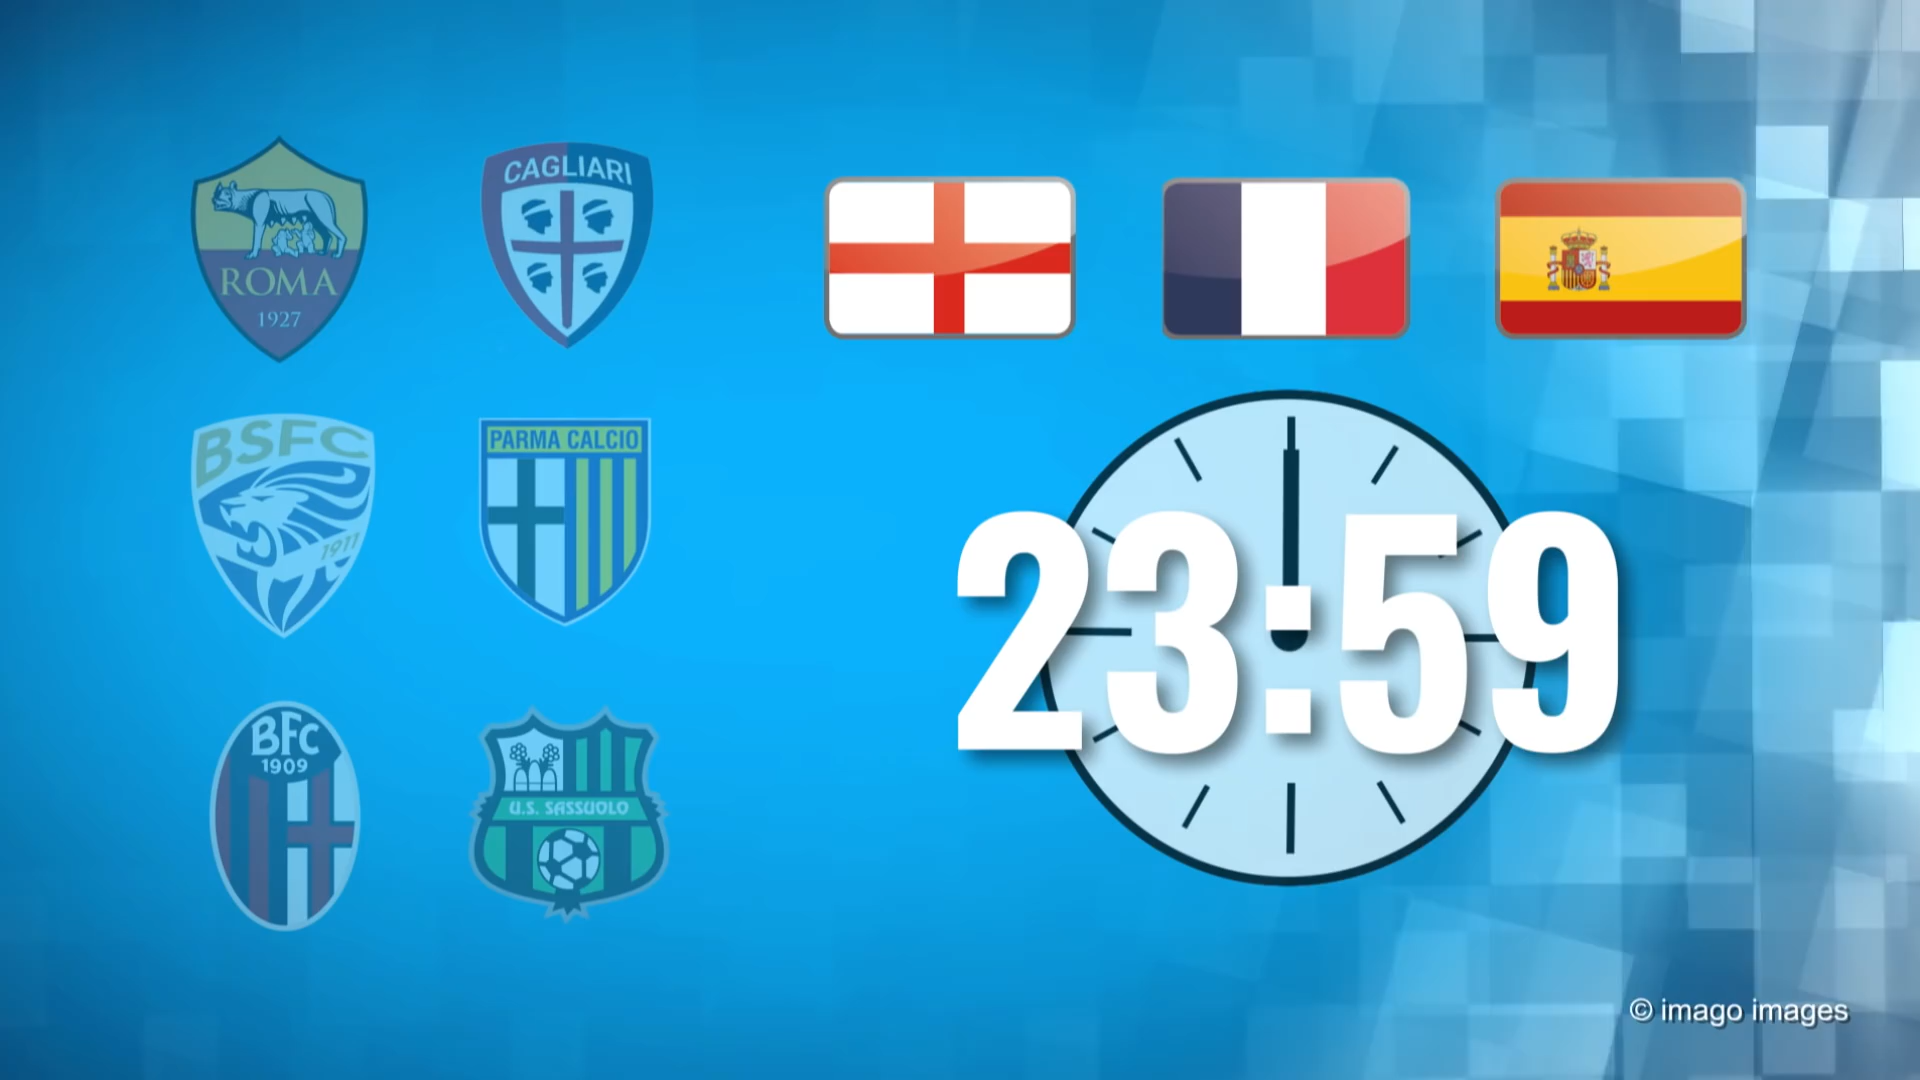 ROMA
1927
CAGLIARI
BSFC
1911
PARMA CALCIO
BFC
1909
U.S. SASSUOLO
23:59
© imago images